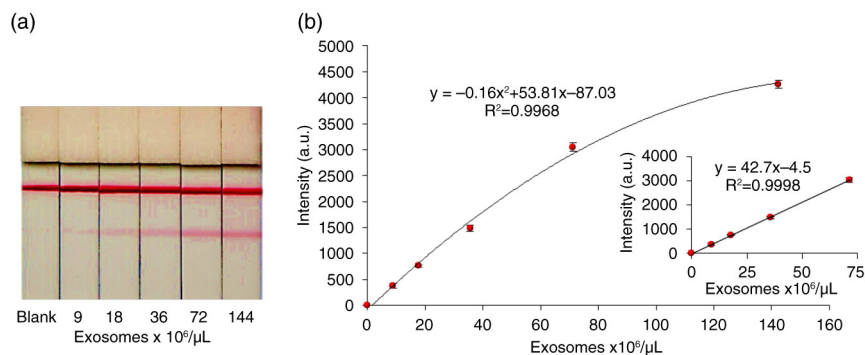 (a)
Blank 9 18 36 72 144
Exosomes x 10⁶/µL
(b)
Intensity (a.u.)
5000
4500
4000
3500
3000
2500
2000
1500
1000
500
0
y = –0.16x²+53.81x–87.03
R²=0.9968
0 20 40 60 80 100 120 140 160
Exosomes x10⁶/µL
Intensity (a.u.)
4000
3000
2000
1000
0
y = 42.7x–4.5
R²=0.9998
0 25 50 75
Exosomes x10⁶/µL